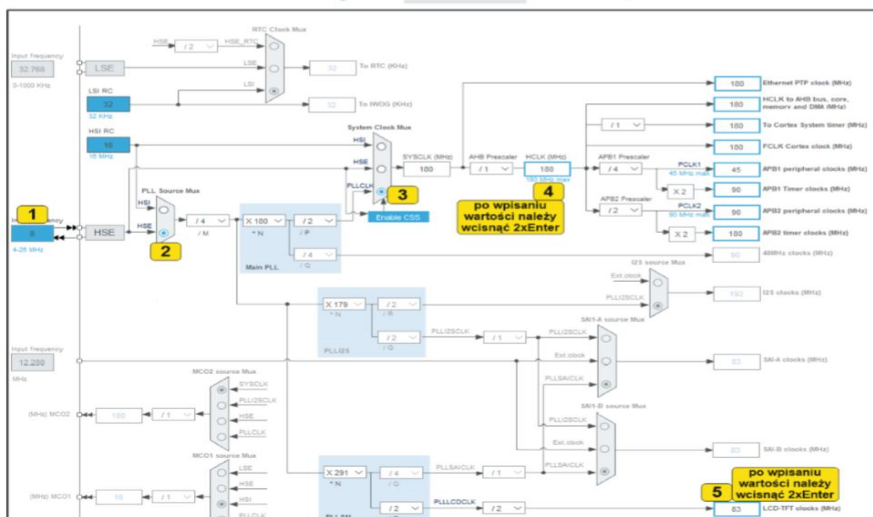 RTC Clock Mux
HSE
/ 2
HSE_RTC
Input frequency
32.768
0-1000 KHz
LSE
LSE
32
To RTC (KHz)
LSI RC
32
32 KHz
LSI
32
To IWDG (KHz)
HSI RC
16
16 MHz
System Clock Mux
HSI
HSE
PLLCLK
3
Enable CSS
SYSCLK (MHz)
180
AHB Prescaler
/ 1
HCLK (MHz)
180
180 MHz max
4
po wpisaniu
wartości należy
wcisnąć 2xEnter
180
Ethernet PTP clock (MHz)
180
HCLK to AHB bus, core,
memory and DMA (MHz)
/ 1
180
To Cortex System timer (MHz)
180
FCLK Cortex clock (MHz)
APB1 Prescaler
/ 4
PCLK1
45 MHz max
45
APB1 peripheral clocks (MHz)
X 2
90
APB1 Timer clocks (MHz)
APB2 Prescaler
/ 2
PCLK2
90 MHz max
90
APB2 peripheral clocks (MHz)
X 2
180
APB2 timer clocks (MHz)
PLL Source Mux
HSI
HSE
2
1
8
4-26 MHz
HSE
/ 4
/ M
X 180
* N
/ 2
/ P
/ 4
/ Q
Main PLL
90
48MHz clocks (MHz)
I2S source Mux
Ext.clock
PLLI2SCLK
192
I2S clocks (MHz)
X 179
* N
/ 2
/ R
/ 2
/ Q
PLLI2S
PLLI2SCLK
/ 1
SAI1-A source Mux
PLLI2SCLK
Ext.clock
PLLSAICLK
83
SAI-A clocks (MHz)
Input frequency
12.288
MHz
SAI1-B source Mux
PLLI2SCLK
Ext.clock
PLLSAICLK
83
SAI-B clocks (MHz)
MCO2 source Mux
SYSCLK
PLLI2SCLK
HSE
PLLCLK
(MHz) MCO2
180
/ 1
MCO1 source Mux
LSE
HSE
HSI
PLLCLK
(MHz) MCO1
16
/ 1
X 291
* N
/ 4
/ Q
PLLSAICLK
/ 1
/ 2
PLLLCDCLK
/ 2
5
po wpisaniu
wartości należy
wcisnąć 2xEnter
83
LCD-TFT clocks (MHz)